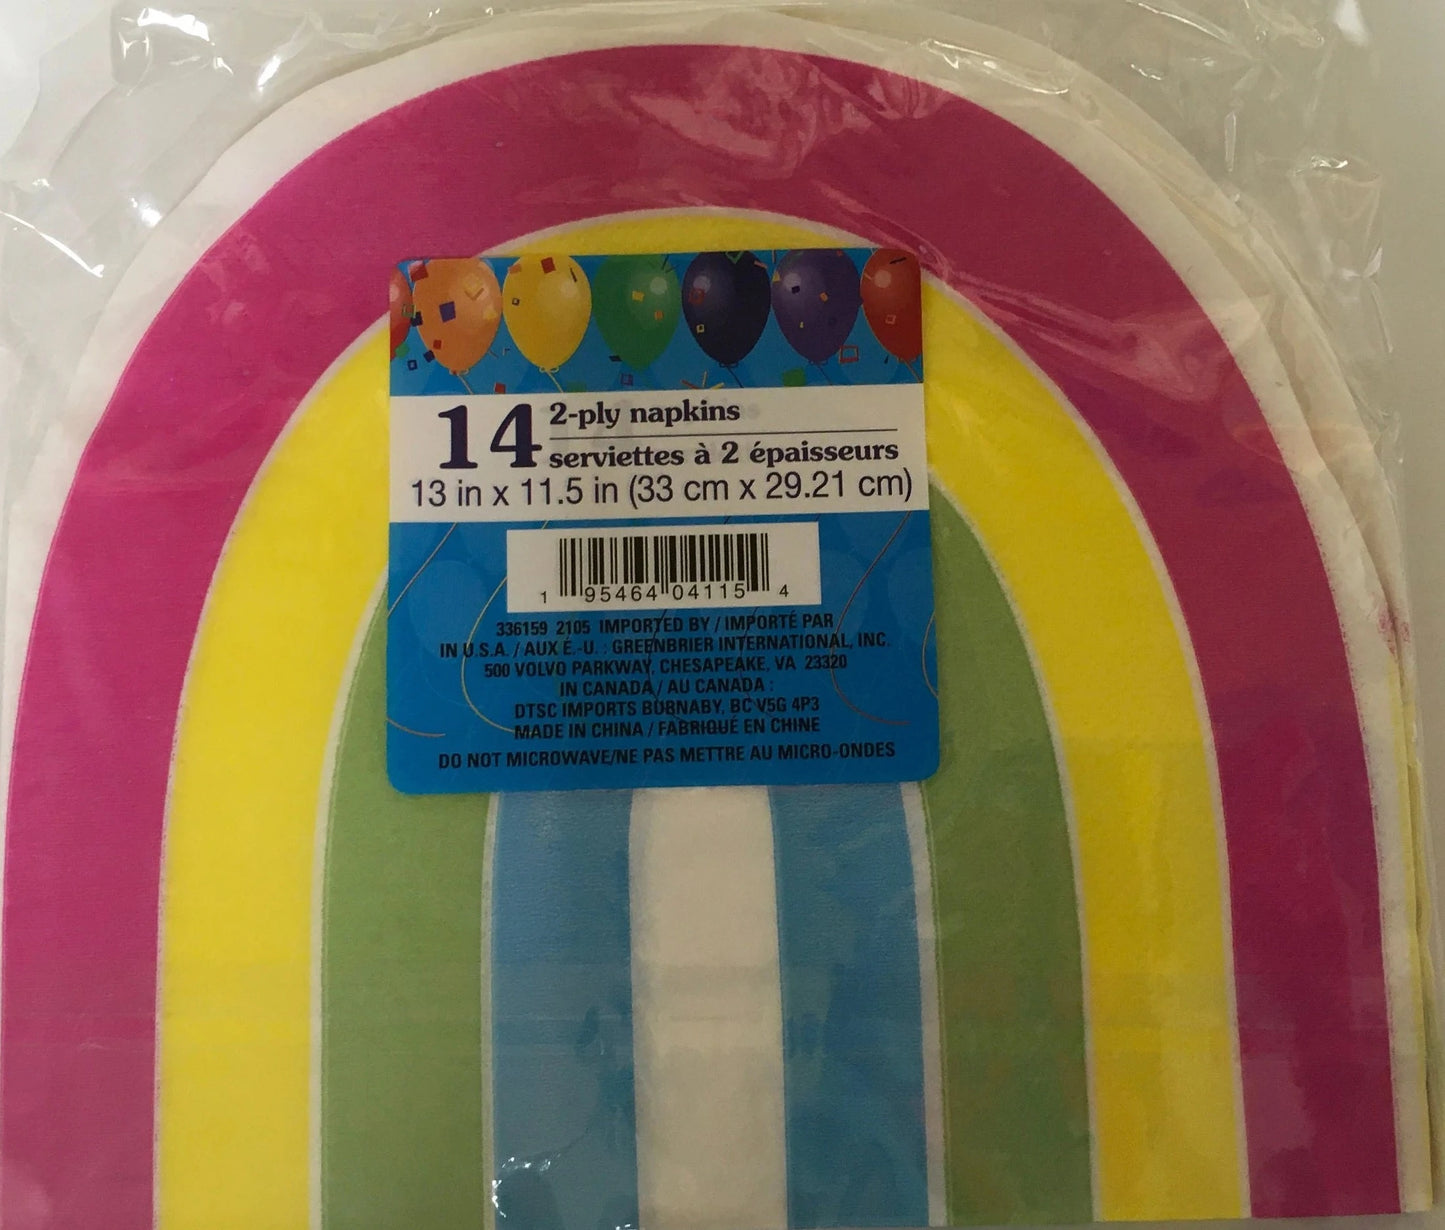 14 2-ply napkins
serviettes à 2 épaisseurs
13 in x 11.5 in (33 cm x 29.21 cm)
1 95464 04115 4
336159 2105 IMPORTED BY / IMPORTÉ PAR
IN U.S.A. / AUX É.-U. : GREENBRIER INTERNATIONAL, INC.
500 VOLVO PARKWAY, CHESAPEAKE, VA 23320
IN CANADA / AU CANADA :
DTSC IMPORTS BURNABY, BC V5G 4P3
MADE IN CHINA / FABRIQUÉ EN CHINE
DO NOT MICROWAVE/NE PAS METTRE AU MICRO-ONDES